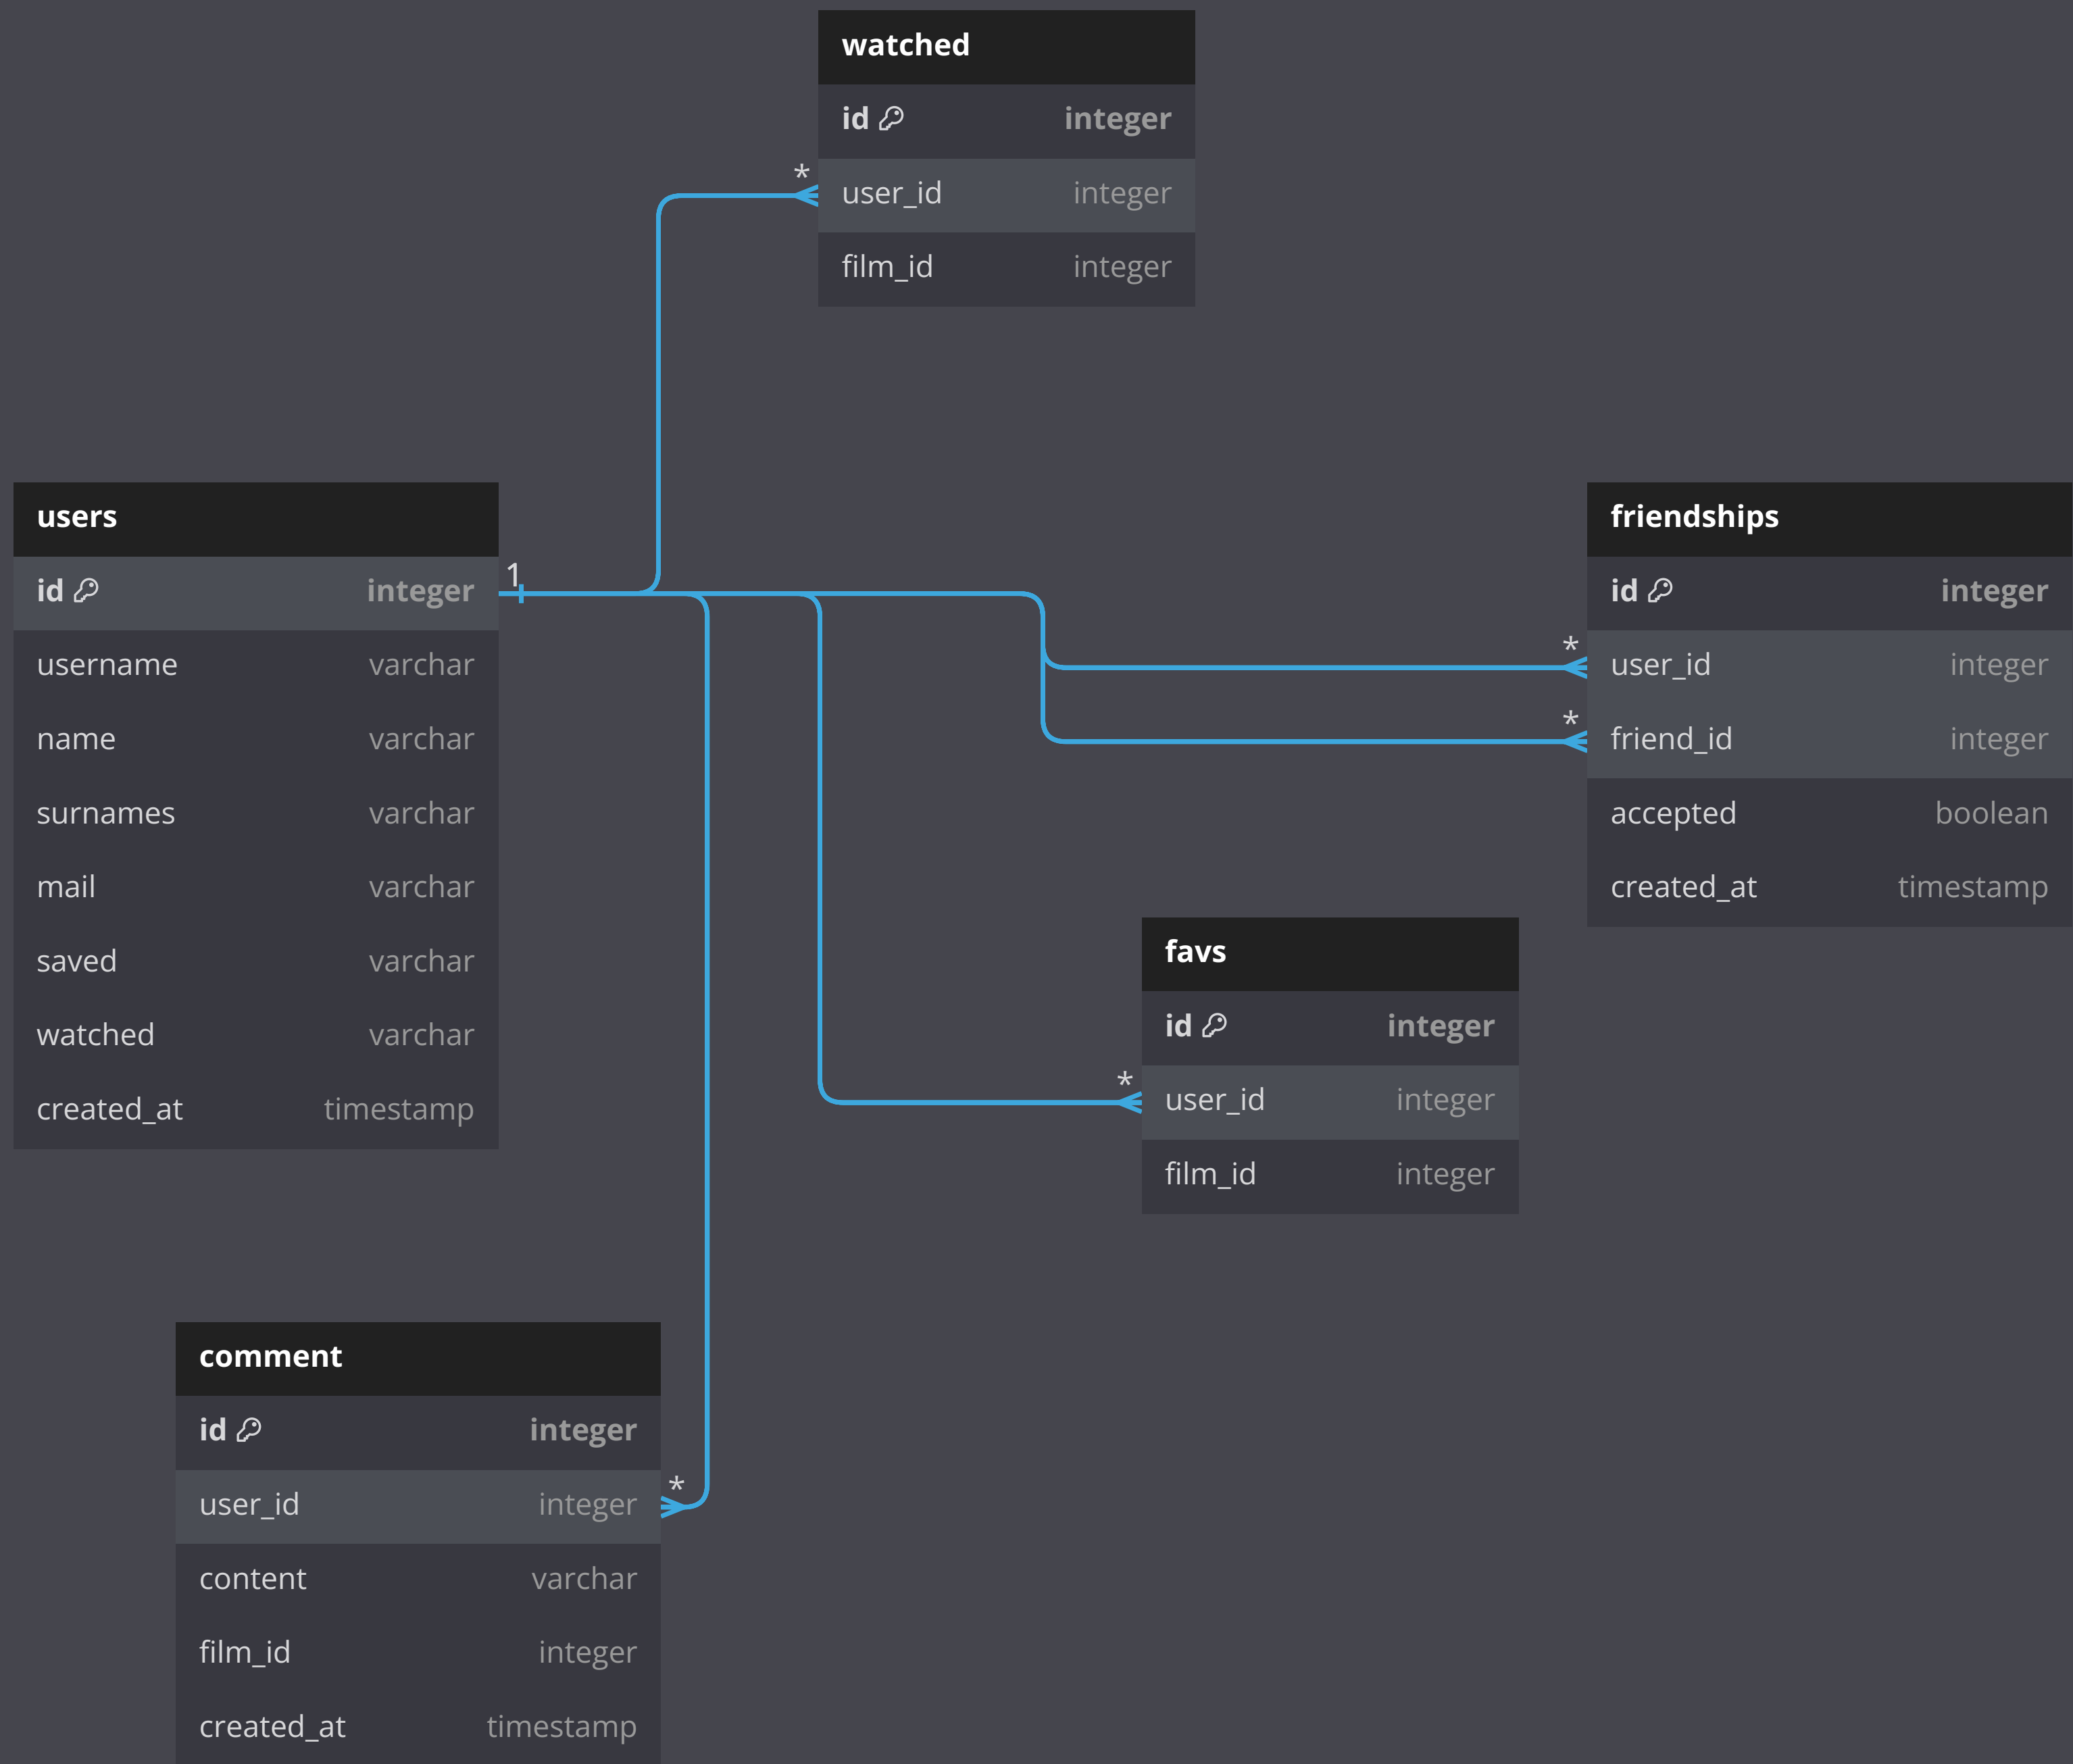 watched
id integer
* user_id integer
film_id integer
users
id integer 1
username varchar
name varchar
surnames varchar
mail varchar
saved varchar
watched varchar
created_at timestamp
friendships
id integer
* user_id integer
* friend_id integer
accepted boolean
created_at timestamp
favs
id integer
* user_id integer
film_id integer
comment
id integer
user_id integer *
content varchar
film_id integer
created_at timestamp